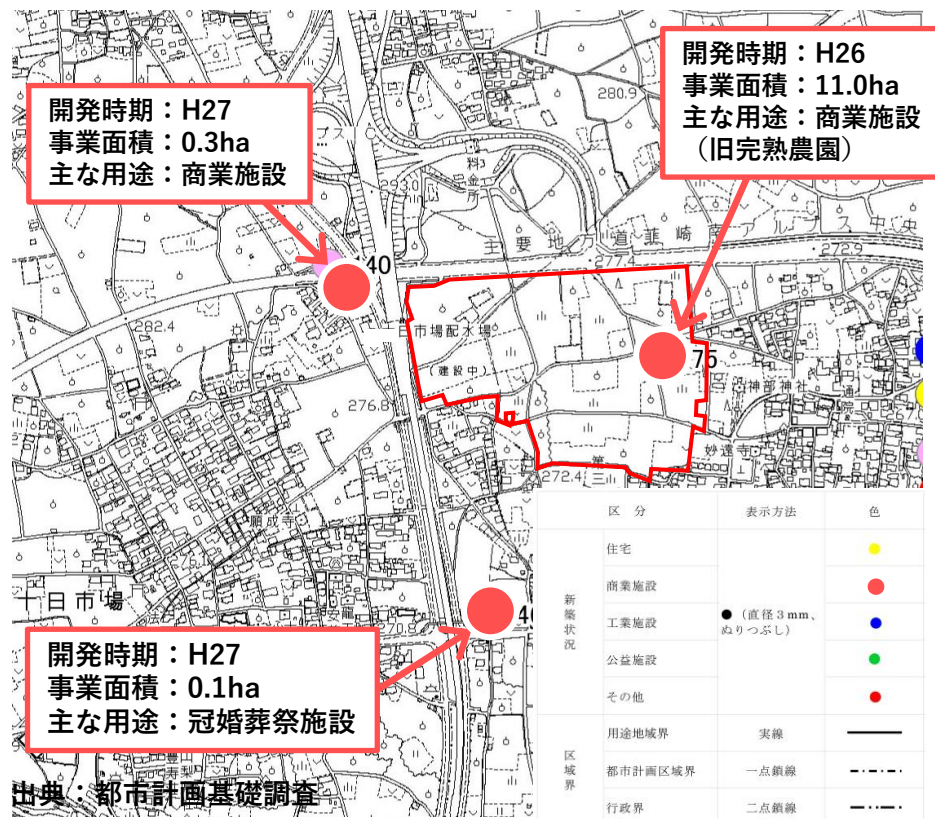 開発時期：H26
事業面積：11.0ha
主な用途：商業施設
（旧完熟農園）
開発時期：H27
事業面積：0.3ha
主な用途：商業施設
280.9
料金所
293.0
主要地
道韮崎南アルプス中央
277.4
272.9
140
282.4
日市場配水場
（建設中）
75
神部神社
276.8
妙遠寺
第三
272.4
願成寺
十日市場
開発時期：H27
事業面積：0.1ha
主な用途：冠婚葬祭施設
出典：都市計画基礎調査
区 分
表示方法
色
新築状況
住宅
商業施設
工業施設
公益施設
その他
●（直径３mm、
ぬりつぶし）
区域界
用途地域界
実線
都市計画区域界
一点鎖線
行政界
二点鎖線